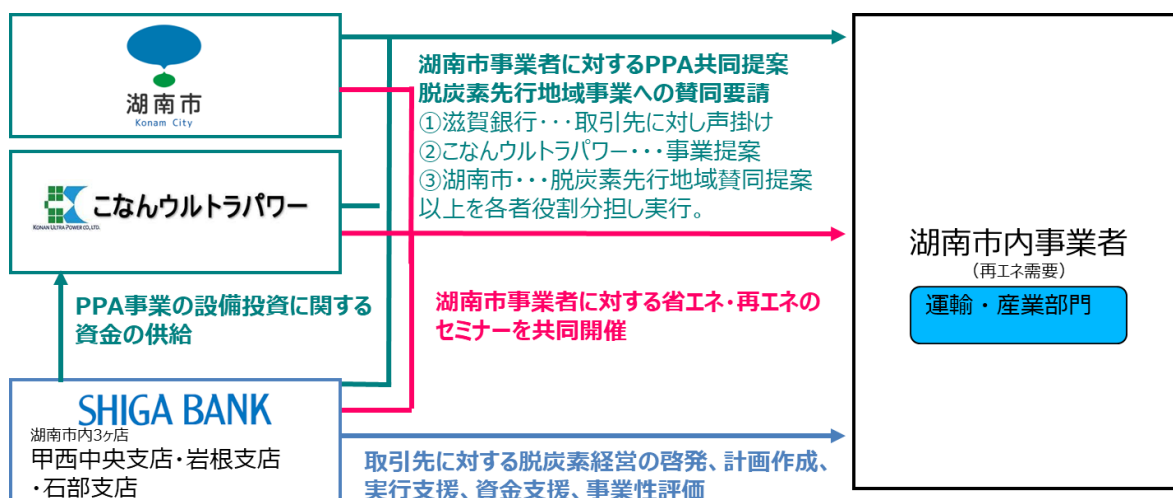 湖南市
Konam City
こなんウルトラパワー
KONAN ULTRA POWER CO., LTD.
PPA事業の設備投資に関する
資金の供給
SHIGA BANK
湖南市内3ヶ店
甲西中央支店・岩根支店
・石部支店
湖南市事業者に対するPPA共同提案
脱炭素先行地域事業への賛同要請
①滋賀銀行・・・取引先に対し声掛け
②こなんウルトラパワー・・・事業提案
③湖南市・・・脱炭素先行地域賛同提案
以上を各者役割分担し実行。
湖南市事業者に対する省エネ・再エネの
セミナーを共同開催
取引先に対する脱炭素経営の啓発、計画作成、
実行支援、資金支援、事業性評価
湖南市内事業者
（再エネ需要）
運輸・産業部門